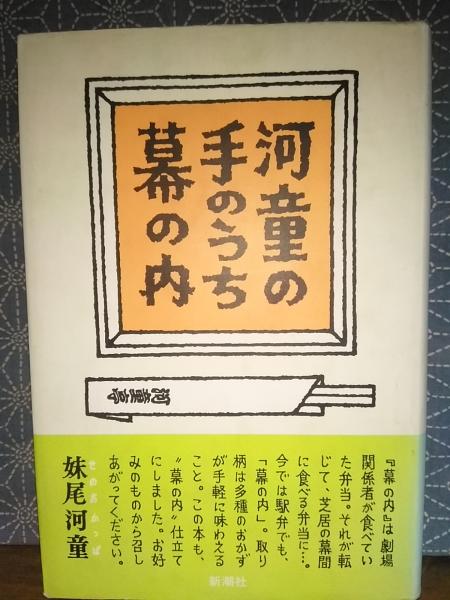 河童の
手のうち
幕の内
河童亭
『幕の内』は劇場
関係者が食べてい
た弁当。それが転
じて、芝居の幕間
に食べる弁当に…。
今では駅弁でも、
「幕の内」。取り
柄は多種のおかず
が手軽に味わえる
こと。この本も、
〝幕の内〟仕立て
にしました。お好
みのものから召し
あがってください。
妹尾河童
せのおかっぱ
新潮社